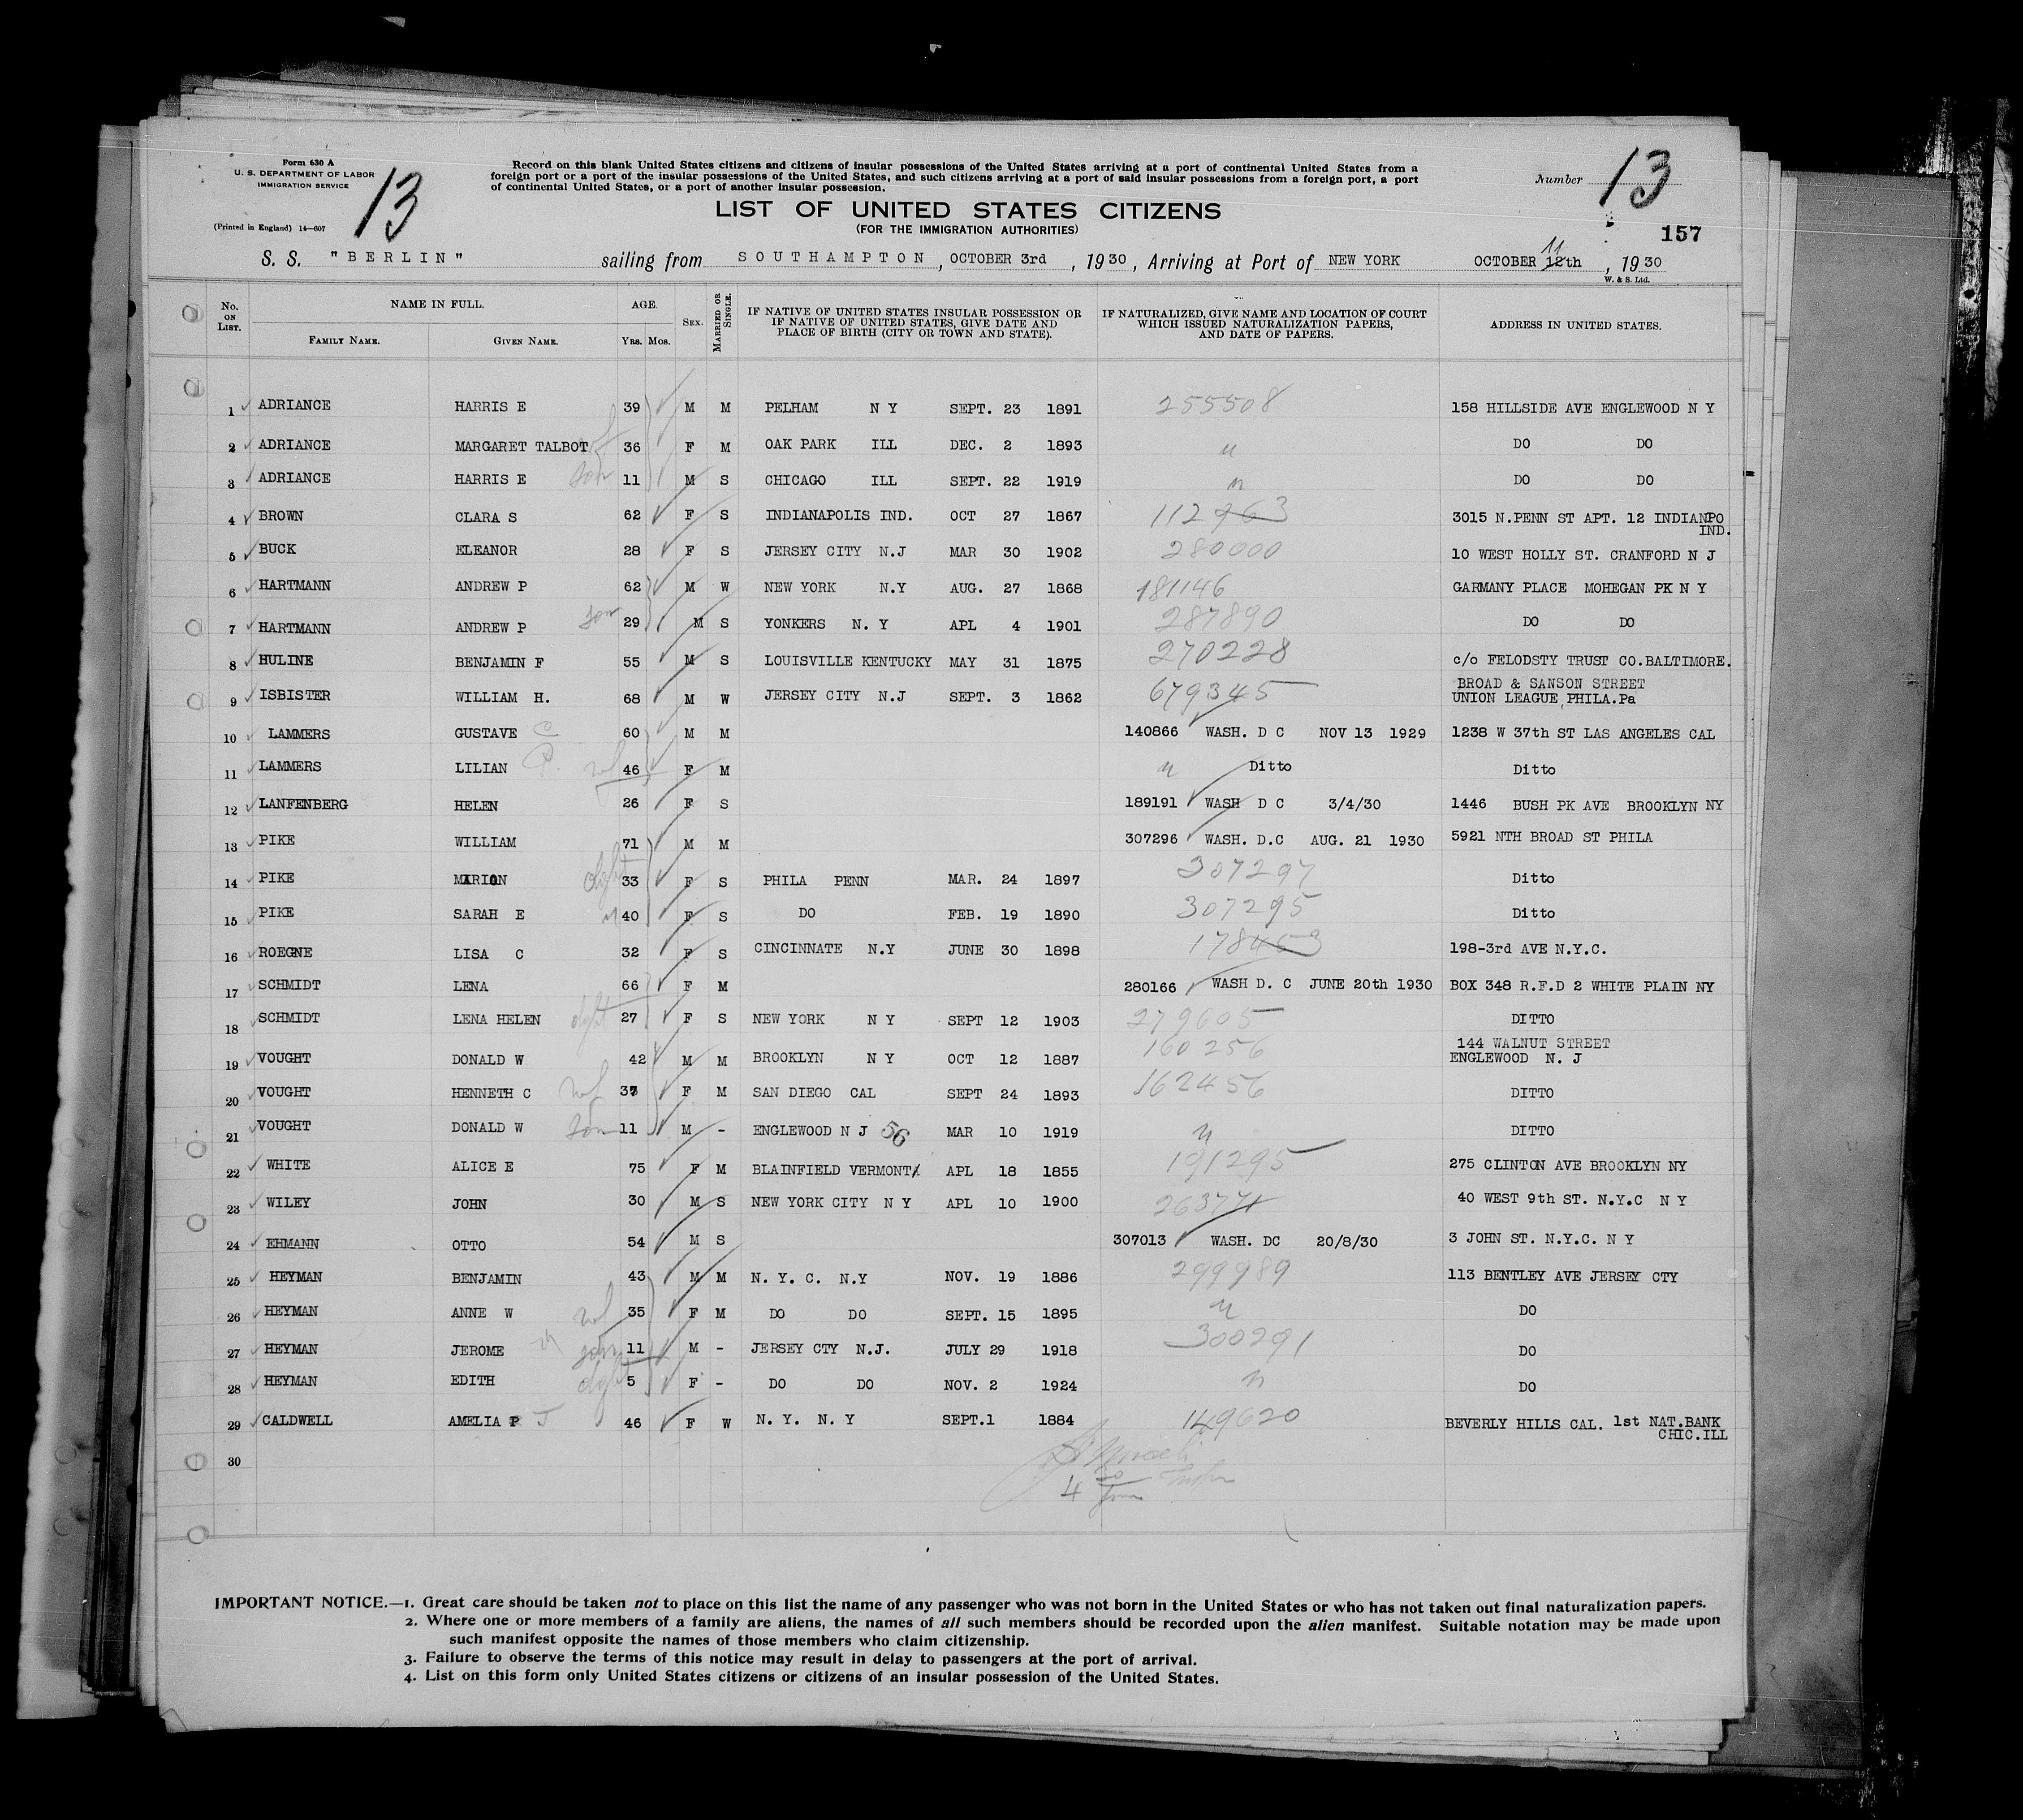 Form 630 A
U. S. DEPARTMENT OF LABOR
IMMIGRATION SERVICE
(Printed in England) 14—607
13
Record on this blank United States citizens and citizens of insular possessions of the United States arriving at a port of continental United States from a
foreign port or a port of the insular possessions of the United States, and such citizens arriving at a port of said insular possessions from a foreign port, a port
of continental United States, or a port of another insular possession.
Number 13
LIST OF UNITED STATES CITIZENS
(FOR THE IMMIGRATION AUTHORITIES)
157
S. S. "BERLIN" sailing from SOUTHAMPTON, OCTOBER 3rd, 1930, Arriving at Port of NEW YORK OCTOBER 12th 11, 1930
W. & S. Ltd.
No. ON LIST. NAME IN FULL. FAMILY NAME. GIVEN NAME. AGE. YRS. MOS. SEX. MARRIED OR SINGLE. IF NATIVE OF UNITED STATES INSULAR POSSESSION OR IF NATIVE OF UNITED STATES, GIVE DATE AND PLACE OF BIRTH (CITY OR TOWN AND STATE). IF NATURALIZED, GIVE NAME AND LOCATION OF COURT WHICH ISSUED NATURALIZATION PAPERS, AND DATE OF PAPERS. ADDRESS IN UNITED STATES.
1 ADRIANCE HARRIS E 39 M M PELHAM N Y SEPT. 23 1891 255508 158 HILLSIDE AVE ENGLEWOOD N Y
2 ADRIANCE MARGARET TALBOT wf 36 F M OAK PARK ILL DEC. 2 1893 " DO DO
3 ADRIANCE HARRIS E son 11 M S CHICAGO ILL SEPT. 22 1919 " DO DO
4 BROWN CLARA S 62 F S INDIANAPOLIS IND. OCT 27 1867 112963 3015 N.PENN ST APT. 12 INDIANPO IND.
5 BUCK ELEANOR 28 F S JERSEY CITY N.J MAR 30 1902 280000 10 WEST HOLLY ST. CRANFORD N J
6 HARTMANN ANDREW P 62 M W NEW YORK N.Y AUG. 27 1868 181146 GARMANY PLACE MOHEGAN PK N Y
7 HARTMANN ANDREW P son 29 M S YONKERS N. Y APL 4 1901 287890 DO DO
8 HULINE BENJAMIN F 55 M S LOUISVILLE KENTUCKY MAY 31 1875 270228 c/o FELODSTY TRUST CO.BALTIMORE.
9 ISBISTER WILLIAM H. 68 M W JERSEY CITY N.J SEPT. 3 1862 679345 BROAD & SANSON STREET UNION LEAGUE,PHILA.Pa
10 LAMMERS GUSTAVE C 60 M M 140866 WASH. D C NOV 13 1929 1238 W 37th ST LAS ANGELES CAL
11 LAMMERS LILIAN P. wf 46 F M " Ditto Ditto
12 LANFENBERG HELEN 26 F S 189191 WASH D C 3/4/30 1446 BUSH PK AVE BROOKLYN NY
13 PIKE WILLIAM 71 M M 307296 WASH. D.C AUG. 21 1930 5921 NTH BROAD ST PHILA
14 PIKE MARION dght 33 F S PHILA PENN MAR. 24 1897 307297 Ditto
15 PIKE SARAH E " 40 F S DO FEB. 19 1890 307295 Ditto
16 ROEGNE LISA C 32 F S CINCINNATE N.Y JUNE 30 1898 178463 198-3rd AVE N.Y.C.
17 SCHMIDT LENA 66 F M 280166 WASH D. C JUNE 20th 1930 BOX 348 R.F.D 2 WHITE PLAIN NY
18 SCHMIDT LENA HELEN dght 27 F S NEW YORK N Y SEPT 12 1903 279605 DITTO
19 VOUGHT DONALD W 42 M M BROOKLYN N Y OCT 12 1887 160256 144 WALNUT STREET ENGLEWOOD N. J
20 VOUGHT HENNETH C wf 37 F M SAN DIEGO CAL SEPT 24 1893 162456 DITTO
21 VOUGHT DONALD W son 11 M - ENGLEWOOD N J 56 MAR 10 1919 " DITTO
22 WHITE ALICE E 75 F M BLAINFIELD VERMONT APL 18 1855 191295 275 CLINTON AVE BROOKLYN NY
23 WILEY JOHN 30 M S NEW YORK CITY N Y APL 10 1900 263771 40 WEST 9th ST. N.Y.C N Y
24 EHMANN OTTO 54 M S 307013 WASH. DC 20/8/30 3 JOHN ST. N.Y.C. N Y
25 HEYMAN BENJAMIN 43 M M N. Y. C. N.Y NOV. 19 1886 299989 113 BENTLEY AVE JERSEY CTY
26 HEYMAN ANNE W wf 35 F M DO DO SEPT. 15 1895 " DO
27 HEYMAN JEROME son 11 M - JERSEY CTY N.J. JULY 29 1918 300291 DO
28 HEYMAN EDITH dght 5 F - DO DO NOV. 2 1924 " DO
29 CALDWELL AMELIA P J 46 F W N. Y. N. Y SEPT.1 1884 149620 BEVERLY HILLS CAL. 1st NAT.BANK CHIC.ILL
30
IMPORTANT NOTICE.—1. Great care should be taken not to place on this list the name of any passenger who was not born in the United States or who has not taken out final naturalization papers.
2. Where one or more members of a family are aliens, the names of all such members should be recorded upon the alien manifest. Suitable notation may be made upon
such manifest opposite the names of those members who claim citizenship.
3. Failure to observe the terms of this notice may result in delay to passengers at the port of arrival.
4. List on this form only United States citizens or citizens of an insular possession of the United States.